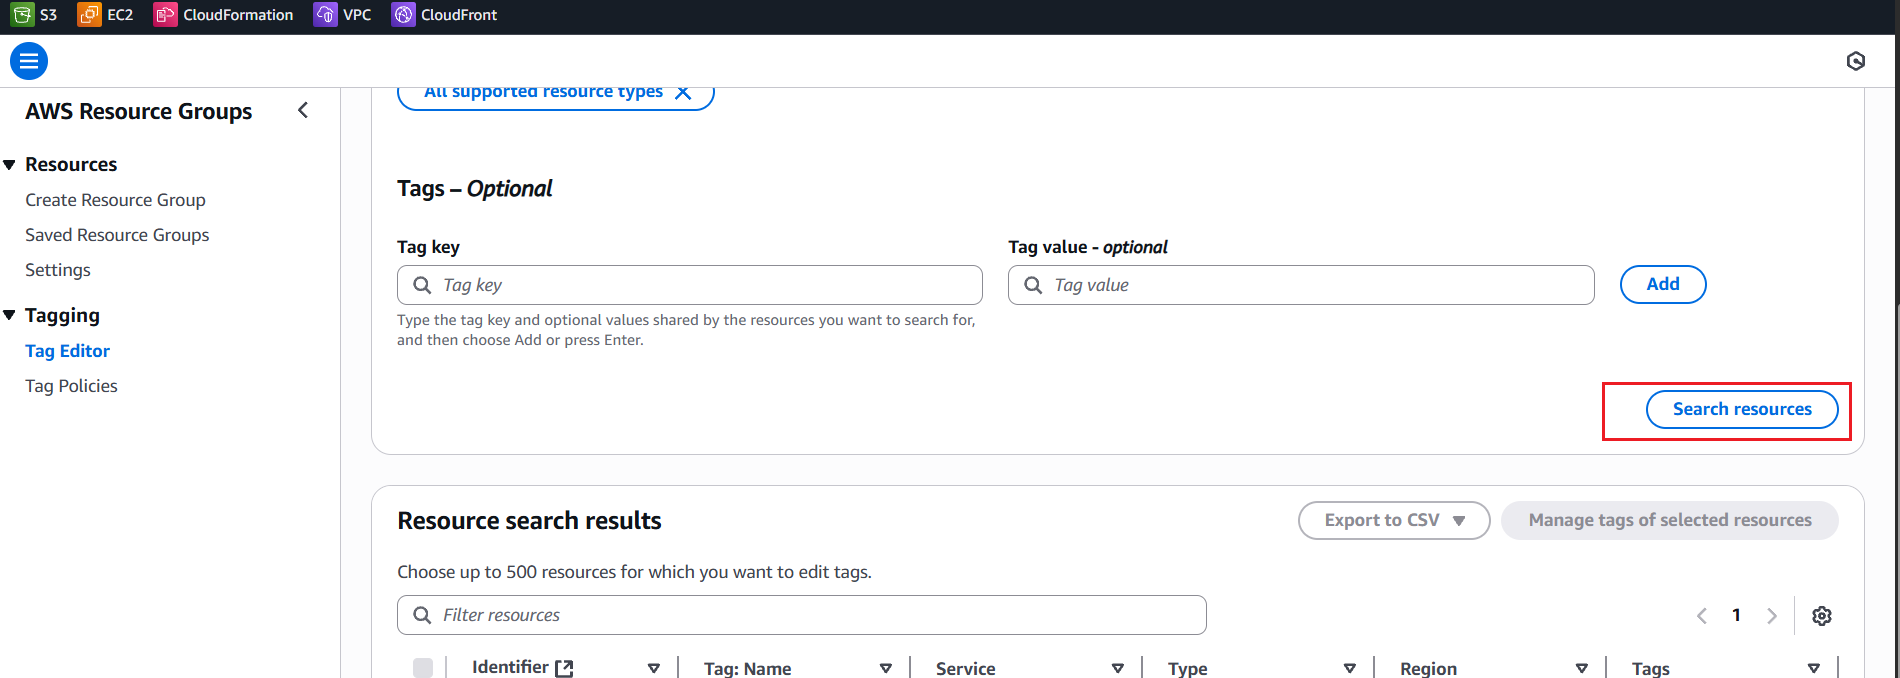 S3 EC2 CloudFormation VPC CloudFront
AWS Resource Groups
Resources
Create Resource Group
Saved Resource Groups
Settings
Tagging
Tag Editor
Tag Policies
All supported resource types
Tags – Optional
Tag key
Tag key
Type the tag key and optional values shared by the resources you want to search for,
and then choose Add or press Enter.
Tag value - optional
Tag value
Add
Search resources
Resource search results
Export to CSV
Manage tags of selected resources
Choose up to 500 resources for which you want to edit tags.
Filter resources
1
Identifier Tag: Name Service Type Region Tags